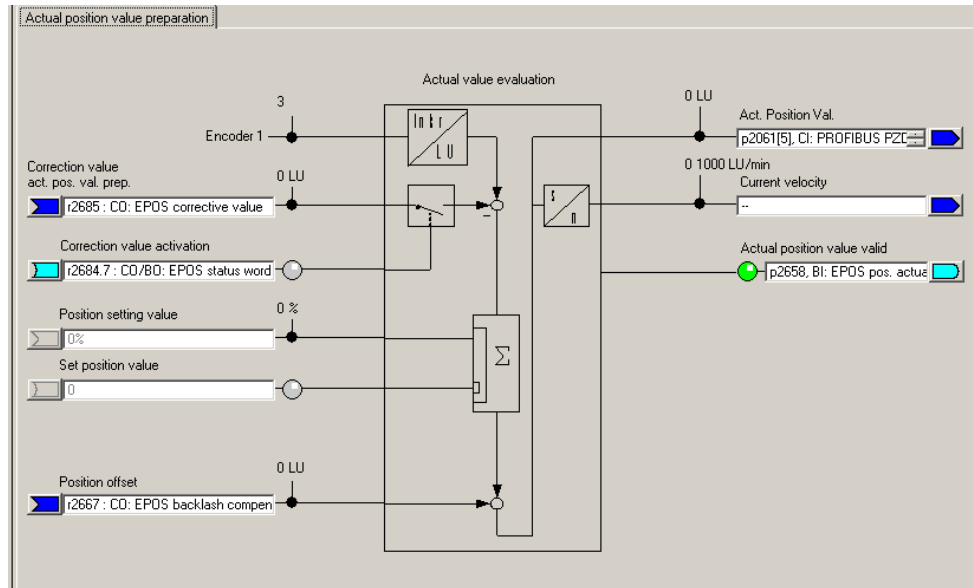 Actual position value preparation
Actual value evaluation
3
Encoder 1
Inkr
LU
0 LU
Act. Position Val.
p2061[5], CI: PROFIBUS PZD
Correction value
act. pos. val. prep.
0 LU
r2685 : CO: EPOS corrective value
0 1000 LU/min
Current velocity
--
s
n
Correction value activation
r2684.7 : CO/BO: EPOS status word
Actual position value valid
p2658, BI: EPOS pos. actua
Position setting value
0 %
0%
Σ
Set position value
0
Position offset
0 LU
r2667 : CO: EPOS backlash compen